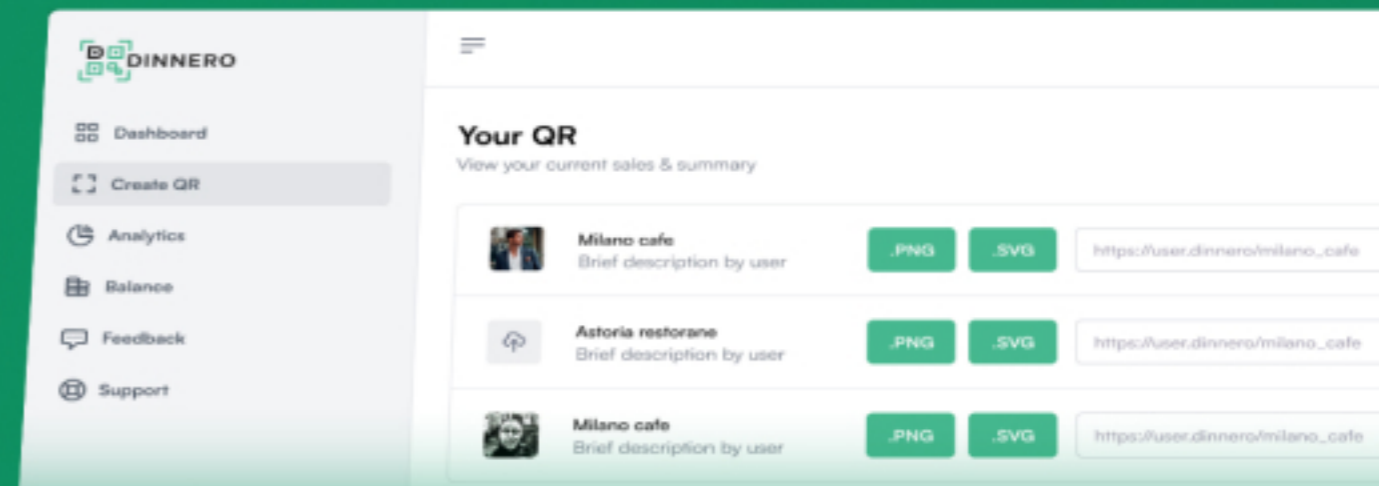 DINNERO
Dashboard
Create QR
Analytics
Balance
Feedback
Support
Your QR
View your current sales & summary
Milano cafe
Brief description by user
.PNG
.SVG
https://user.dinnero/milano_cafe
Astoria restorane
Brief description by user
.PNG
.SVG
https://user.dinnero/milano_cafe
Milano cafe
Brief description by user
.PNG
.SVG
https://user.dinnero/milano_cafe